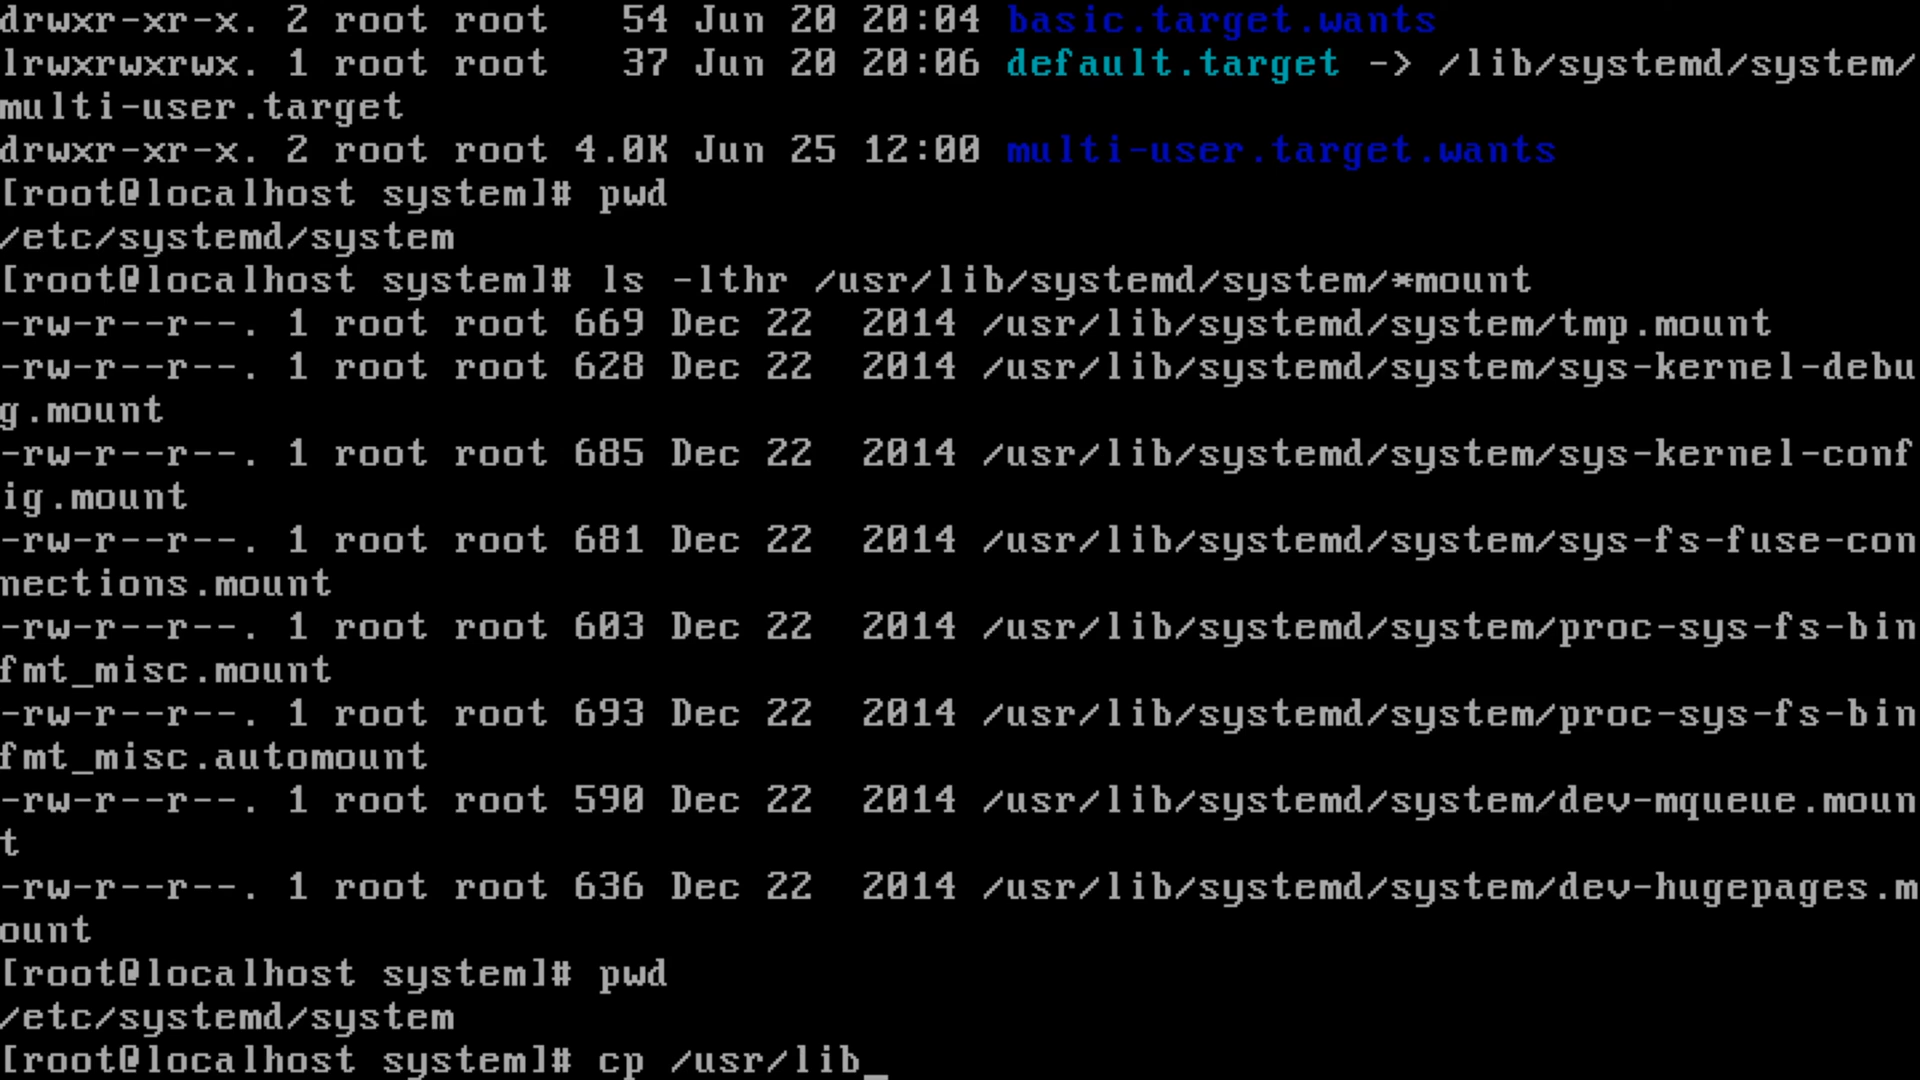 drwxr-xr-x. 2 root root   54 Jun 20 20:04 basic.target.wants
lrwxrwxrwx. 1 root root   37 Jun 20 20:06 default.target -> /lib/systemd/system/
multi-user.target
drwxr-xr-x. 2 root root 4.0K Jun 25 12:00 multi-user.target.wants
[root@localhost system]# pwd
/etc/systemd/system
[root@localhost system]# ls -lthr /usr/lib/systemd/system/*mount
-rw-r--r--. 1 root root 669 Dec 22  2014 /usr/lib/systemd/system/tmp.mount
-rw-r--r--. 1 root root 628 Dec 22  2014 /usr/lib/systemd/system/sys-kernel-debu
g.mount
-rw-r--r--. 1 root root 685 Dec 22  2014 /usr/lib/systemd/system/sys-kernel-conf
ig.mount
-rw-r--r--. 1 root root 681 Dec 22  2014 /usr/lib/systemd/system/sys-fs-fuse-con
nections.mount
-rw-r--r--. 1 root root 603 Dec 22  2014 /usr/lib/systemd/system/proc-sys-fs-bin
fmt_misc.mount
-rw-r--r--. 1 root root 693 Dec 22  2014 /usr/lib/systemd/system/proc-sys-fs-bin
fmt_misc.automount
-rw-r--r--. 1 root root 590 Dec 22  2014 /usr/lib/systemd/system/dev-mqueue.moun
t
-rw-r--r--. 1 root root 636 Dec 22  2014 /usr/lib/systemd/system/dev-hugepages.m
ount
[root@localhost system]# pwd
/etc/systemd/system
[root@localhost system]# cp /usr/lib_